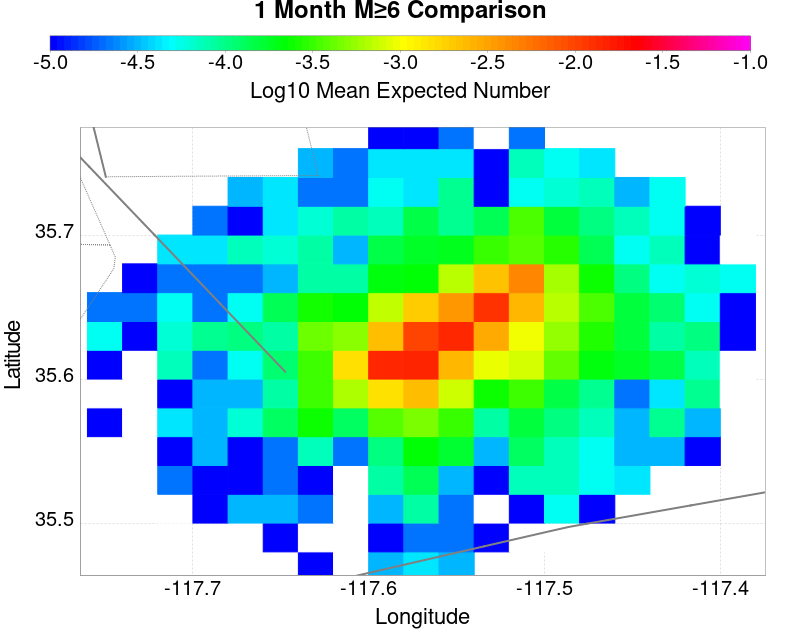 1 Month M≥6 Comparison
-5.0 -4.5 -4.0 -3.5 -3.0 -2.5 -2.0 -1.5 -1.0
Log10 Mean Expected Number
35.7
35.6
35.5
Latitude
-117.7 -117.6 -117.5 -117.4
Longitude